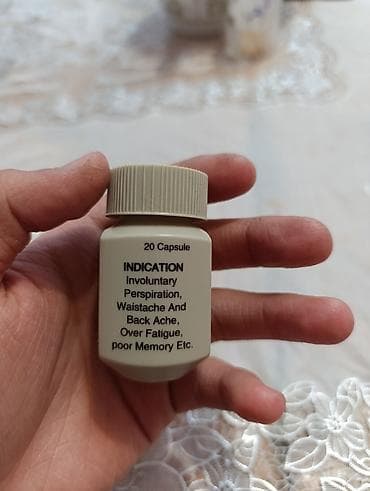 20 Capsule
INDICATION
Involuntary
Perspiration,
Waistache And
Back Ache,
Over Fatigue,
poor Memory Etc.